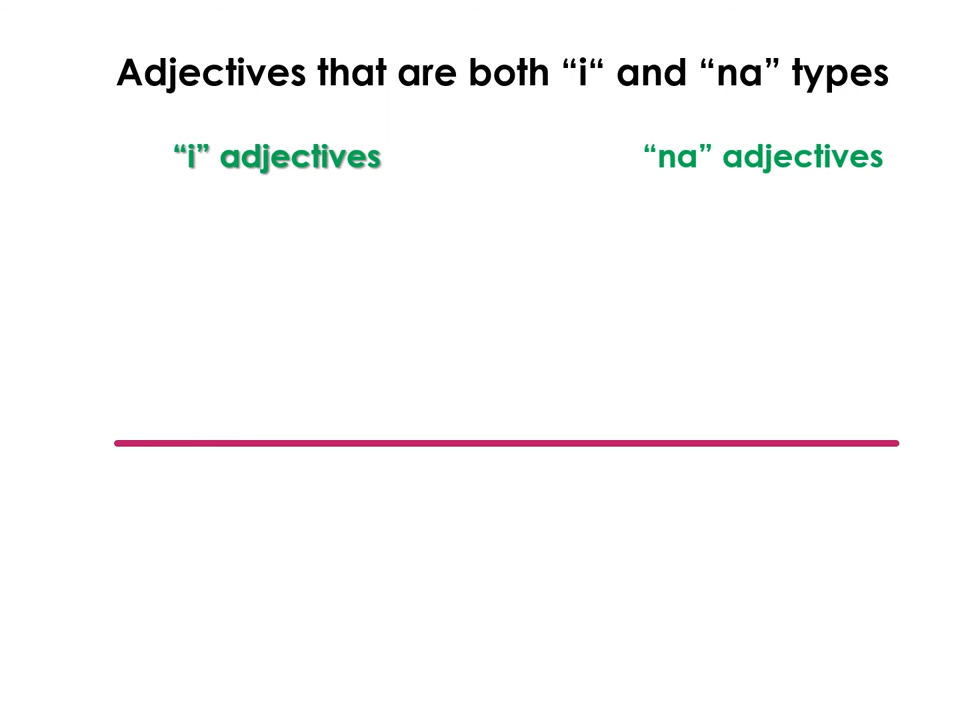 Adjectives that are both “i“ and “na” types
“i” adjectives
“na” adjectives